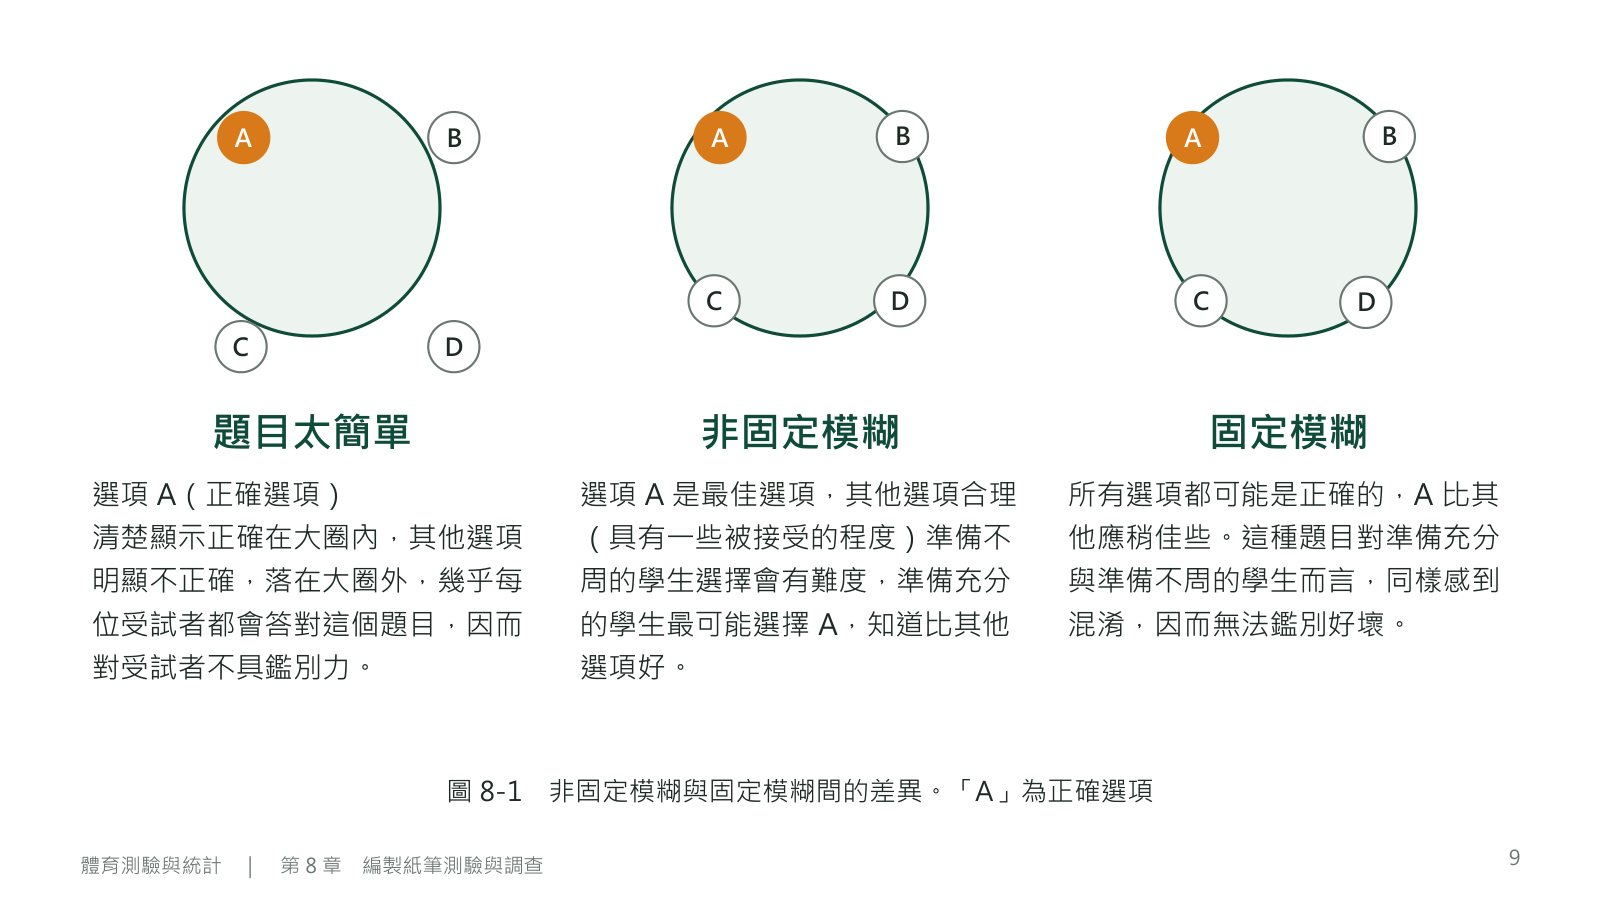 A
B
C
D
題目太簡單
選項 A（正確選項）
清楚顯示正確在大圈內，其他選項
明顯不正確，落在大圈外，幾乎每
位受試者都會答對這個題目，因而
對受試者不具鑑別力。
A
B
C
D
非固定模糊
選項 A 是最佳選項，其他選項合理
（具有一些被接受的程度）準備不
周的學生選擇會有難度，準備充分
的學生最可能選擇 A，知道比其他
選項好。
A
B
C
D
固定模糊
所有選項都可能是正確的，A 比其
他應稍佳些。這種題目對準備充分
與準備不周的學生而言，同樣感到
混淆，因而無法鑑別好壞。
圖 8-1　非固定模糊與固定模糊間的差異。「A」為正確選項
體育測驗與統計　|　第 8 章　編製紙筆測驗與調查
9